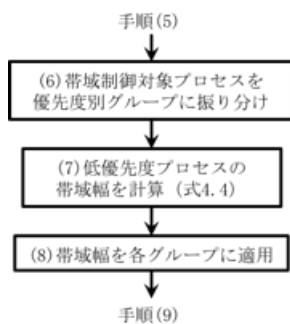 手順(5)
(6)帯域制御対象プロセスを
優先度別グループに振り分け
(7)低優先度プロセスの
帯域幅を計算（式4.4）
(8)帯域幅を各グループに適用
手順(9)